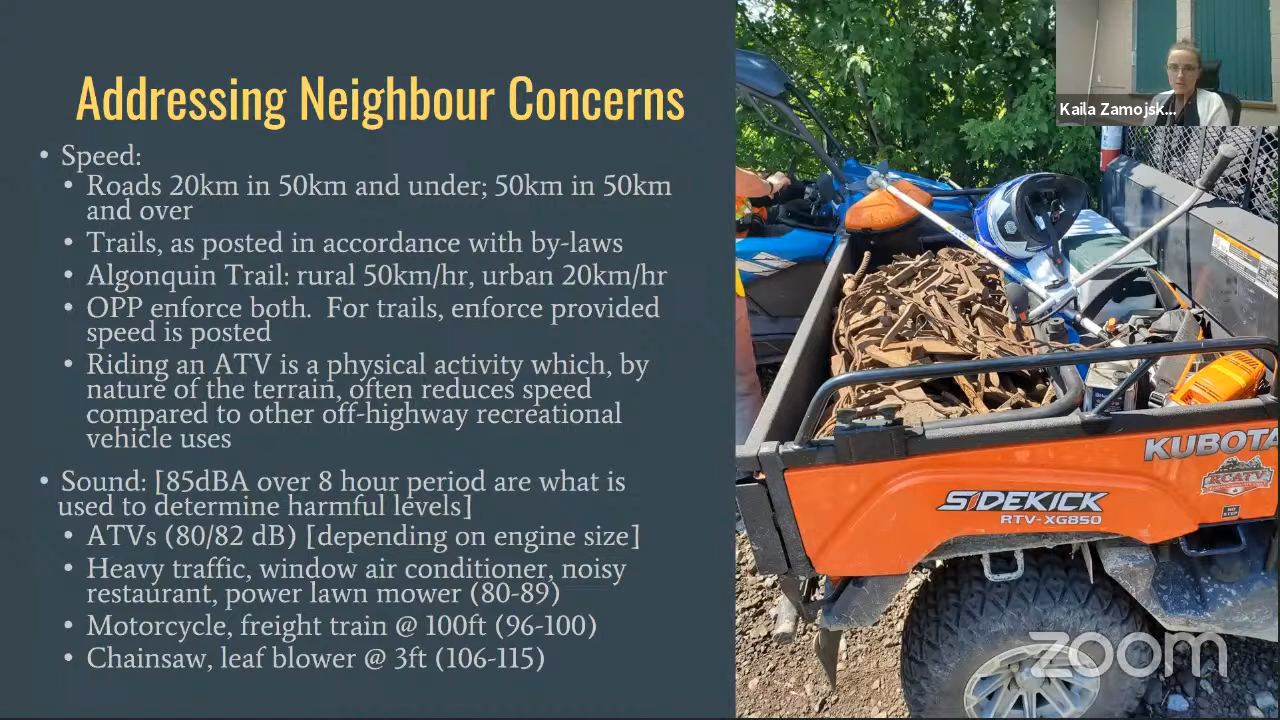 Addressing Neighbour Concerns
Kaila Zamojsk...
• Speed:
• Roads 20km in 50km and under; 50km in 50km
and over
• Trails, as posted in accordance with by-laws
• Algonquin Trail: rural 50km/hr, urban 20km/hr
• OPP enforce both. For trails, enforce provided
speed is posted
• Riding an ATV is a physical activity which, by
nature of the terrain, often reduces speed
compared to other off-highway recreational
vehicle uses
• Sound: [85dBA over 8 hour period are what is
used to determine harmful levels]
• ATVs (80/82 dB) [depending on engine size]
• Heavy traffic, window air conditioner, noisy
restaurant, power lawn mower (80-89)
• Motorcycle, freight train @ 100ft (96-100)
• Chainsaw, leaf blower @ 3ft (106-115)
KUBOTA
RCATV
SIDEKICK
RTV-XG850
NO
STEP
zoom